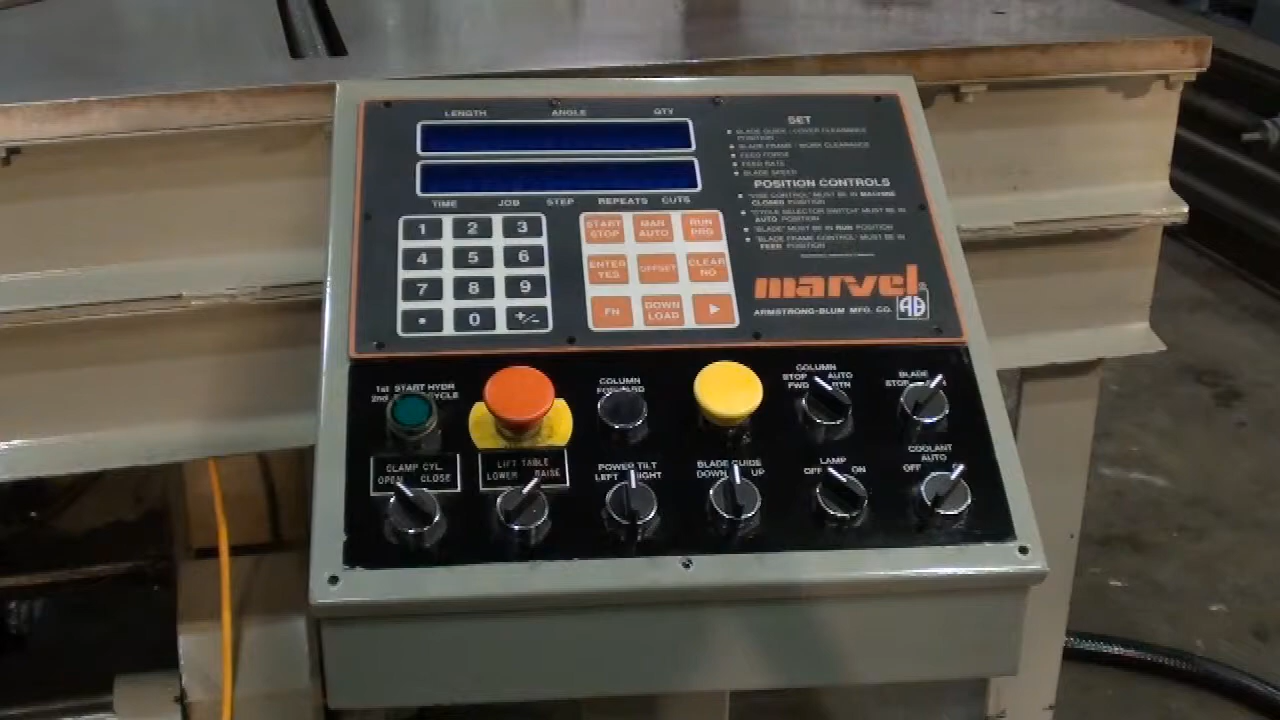 LENGTH ANGLE QTY
TIME JOB STEP REPEATS CUTS
1 2 3
4 5 6
7 8 9
. 0 +/-
START STOP
MAN AUTO
RUN PRG
ENTER YES
OFFSET
CLEAR NO
FN
DOWN LOAD
SET
BLADE GUIDE / COVER CLEARANCE
POSITION
BLADE FRAME / WORK CLEARANCE
FEED FORCE
FEED RATE
BLADE SPEED
POSITION CONTROLS
"VISE CONTROL" MUST BE IN MACHINE
CLOSED POSITION
"CYCLE SELECTOR SWITCH" MUST BE IN
AUTO POSITION
"BLADE" MUST BE IN RUN POSITION
"BLADE FRAME CONTROL" MUST BE IN
FEED POSITION
marvel®
ARMSTRONG-BLUM MFG. CO. AB
1st START HYDR
2nd CYCLE
COLUMN
FORWARD
COLUMN
STOP AUTO
FWD RTN
BLADE
STOP
CLAMP CYL.
OPEN CLOSE
LIFT TABLE
LOWER RAISE
POWER TILT
LEFT RIGHT
BLADE GUIDE
DOWN UP
LAMP
OFF ON
COOLANT
AUTO
OFF